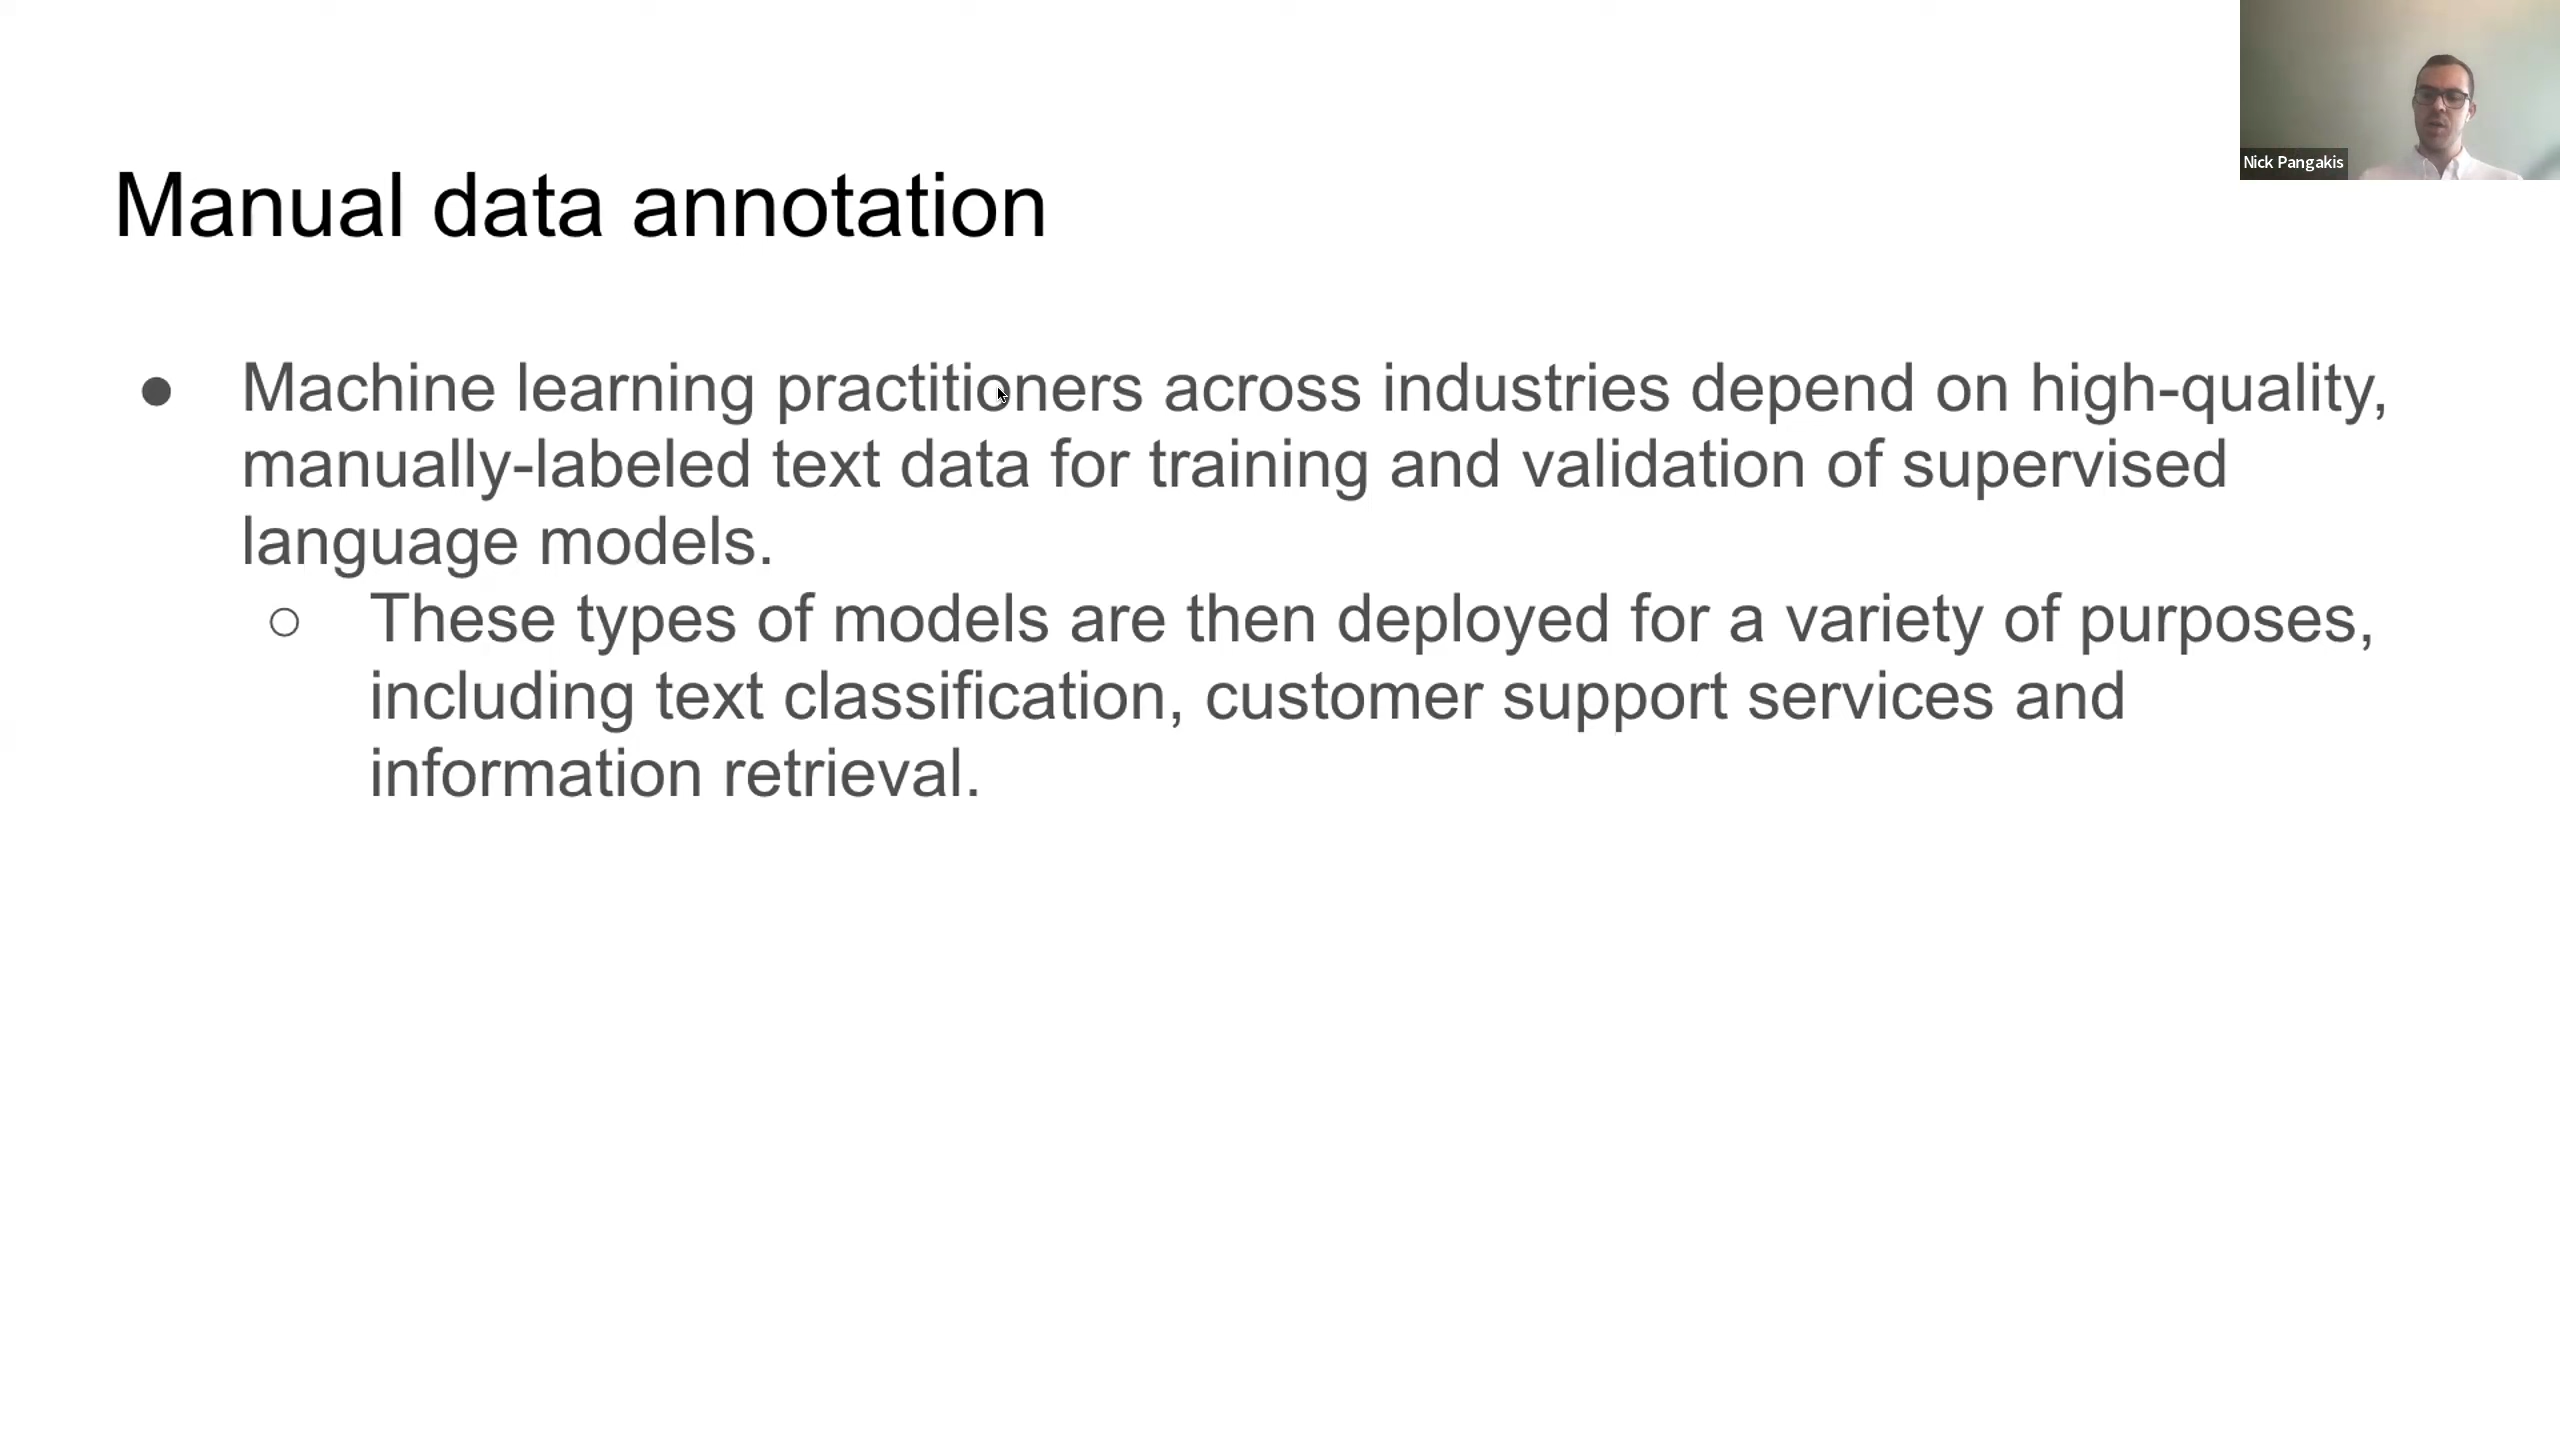 Nick Pangakis
Manual data annotation
● Machine learning practitioners across industries depend on high-quality,
manually-labeled text data for training and validation of supervised
language models.
○ These types of models are then deployed for a variety of purposes,
including text classification, customer support services and
information retrieval.